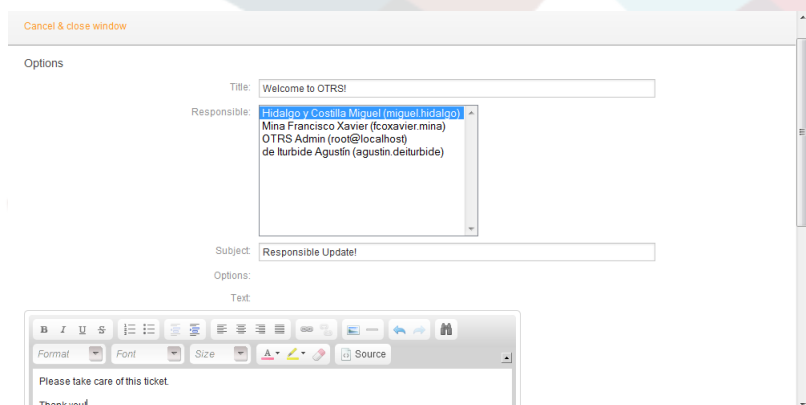 Cancel & close window
Options
Title: Welcome to OTRS!
Responsible: Hidalgo y Costilla Miguel (miguel.hidalgo)
Mina Francisco Xavier (fcoxavier.mina)
OTRS Admin (root@localhost)
de Iturbide Agustín (agustin.deiturbide)
Subject: Responsible Update!
Options:
Text:
B I U S
Format Font Size A Source
Please take care of this ticket.
Thank you!